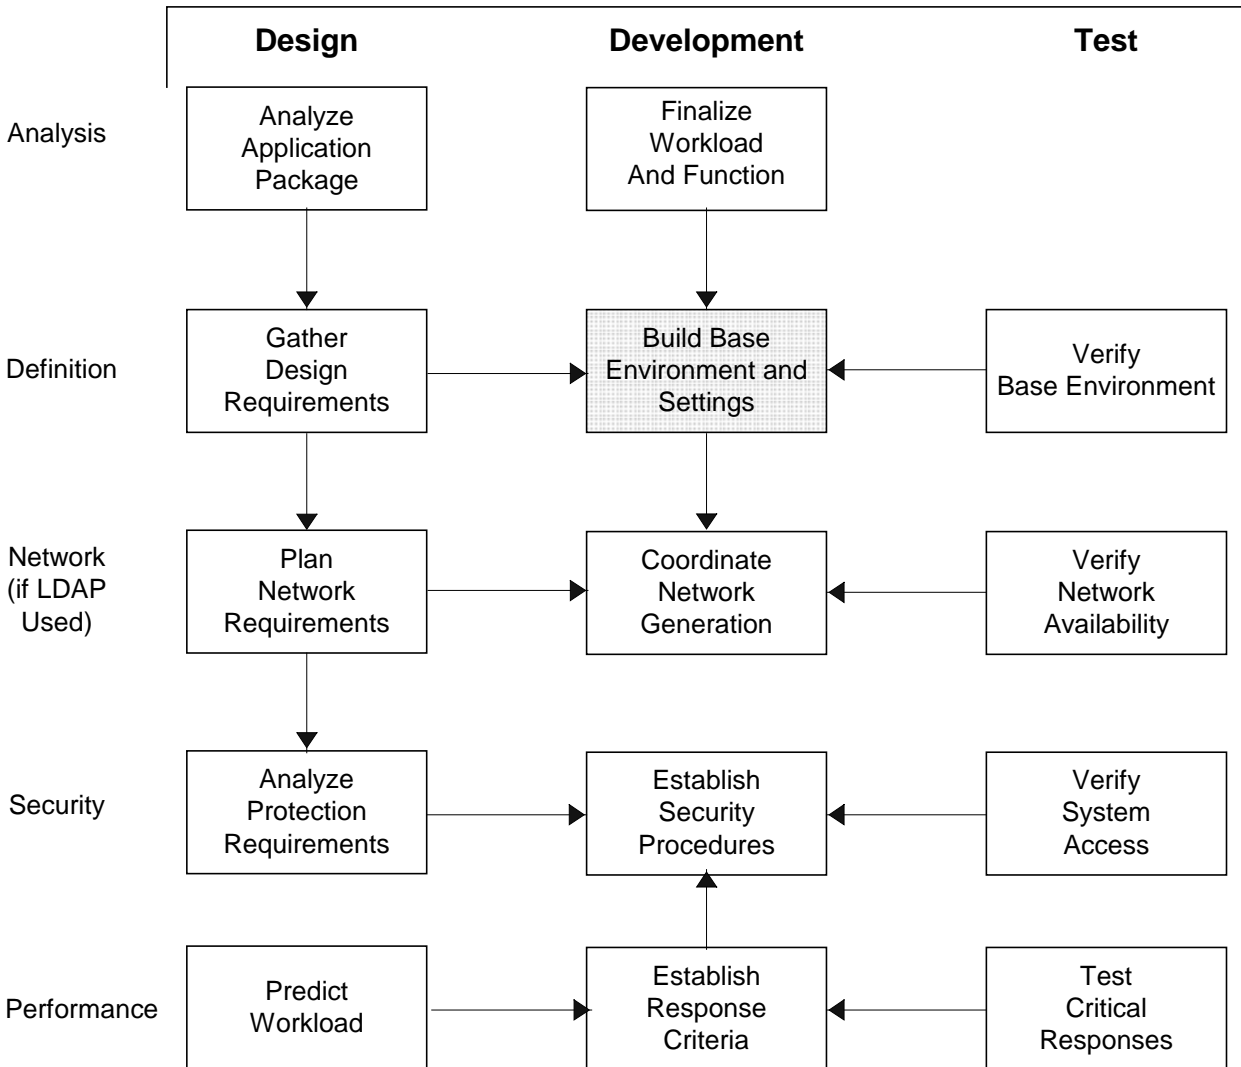 Design
Development
Test
Analysis
Analyze
Application
Package
Finalize
Workload
And Function
Definition
Gather
Design
Requirements
Build Base
Environment and
Settings
Verify
Base Environment
Network
(if LDAP
Used)
Plan
Network
Requirements
Coordinate
Network
Generation
Verify
Network
Availability
Security
Analyze
Protection
Requirements
Establish
Security
Procedures
Verify
System
Access
Performance
Predict
Workload
Establish
Response
Criteria
Test
Critical
Responses